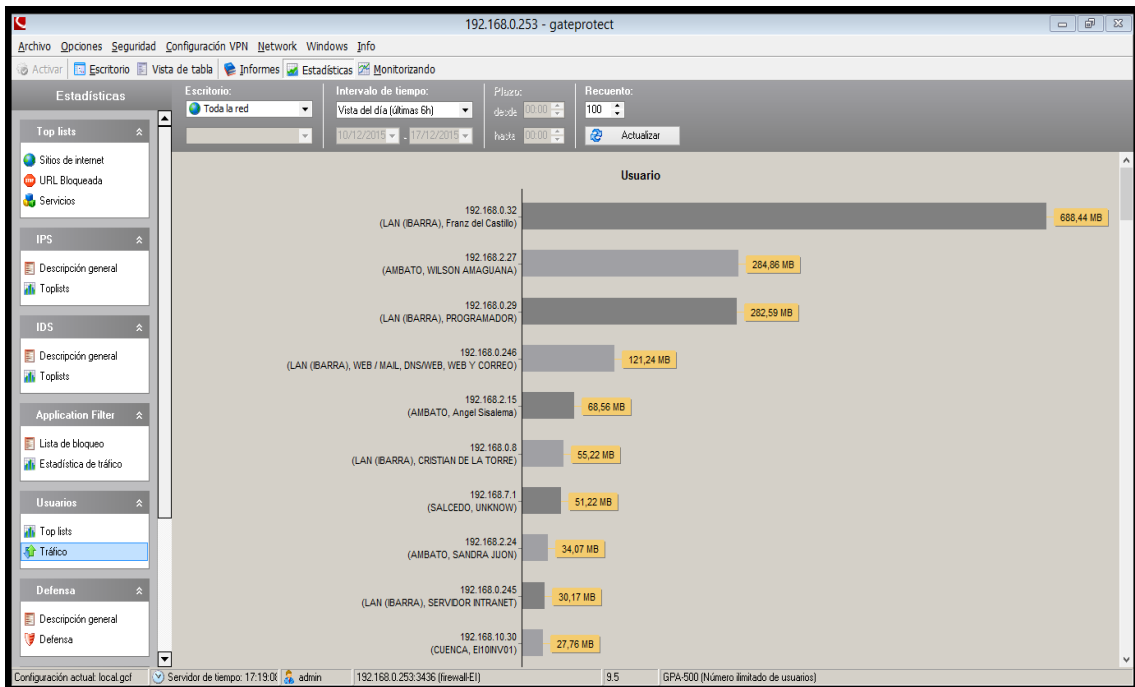 192.168.0.253 - gateprotect
Archivo Opciones Seguridad Configuración VPN Network Windows Info
Activar Escritorio Vista de tabla Informes Estadísticas Monitorizando
Estadísticas
Escritorio: Intervalo de tiempo: Plazo: Recuento:
Toda la red Vista del día (últimas 6h) desde 00:00 100
10/12/2015 - 17/12/2015 hasta 00:00 Actualizar
Top lists
Sitios de internet
URL Bloqueada
Servicios
IPS
Descripción general
Toplists
IDS
Descripción general
Toplists
Application Filter
Lista de bloqueo
Estadística de tráfico
Usuarios
Top lists
Tráfico
Defensa
Descripción general
Defensa
Usuario
192.168.0.32
(LAN (IBARRA), Franz del Castillo)
688,44 MB
192.168.2.27
(AMBATO, WILSON AMAGUANA)
284,86 MB
192.168.0.29
(LAN (IBARRA), PROGRAMADOR)
282,59 MB
192.168.0.246
(LAN (IBARRA), WEB / MAIL, DNS/WEB, WEB Y CORREO)
121,24 MB
192.168.2.15
(AMBATO, Angel Sisalema)
68,56 MB
192.168.0.8
(LAN (IBARRA), CRISTIAN DE LA TORRE)
55,22 MB
192.168.7.1
(SALCEDO, UNKNOW)
51,22 MB
192.168.2.24
(AMBATO, SANDRA JIJON)
34,07 MB
192.168.0.245
(LAN (IBARRA), SERVIDOR INTRANET)
30,17 MB
192.168.10.30
(CUENCA, EI10INV01)
27,76 MB
Configuración actual: local.gcf Servidor de tiempo: 17:19:0 admin 192.168.0.253:3436 (firewall-EI) 9.5 GPA-500 (Número ilimitado de usuarios)